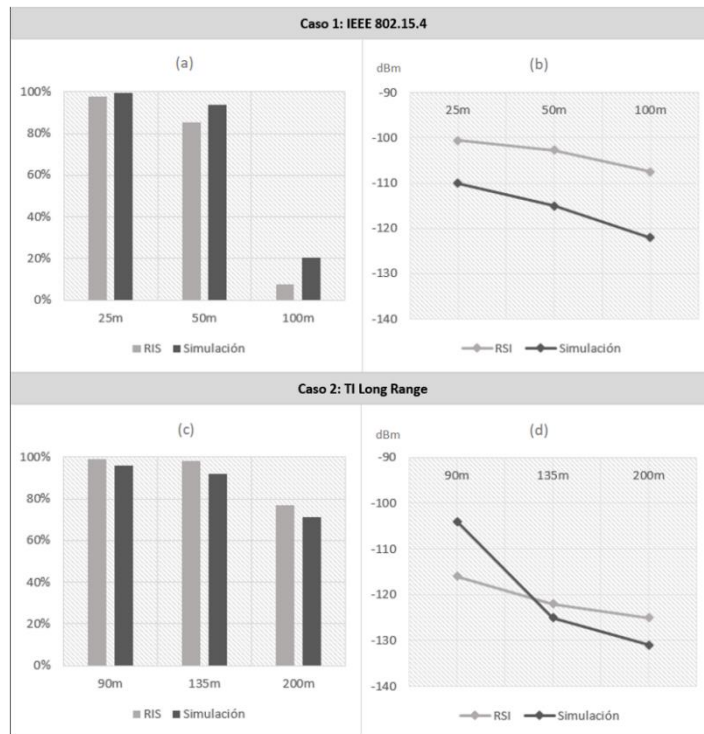 Caso 1: IEEE 802.15.4
(a)
100%
80%
60%
40%
20%
0%
25m 50m 100m
RIS Simulación
(b)
dBm
-90
-100
-110
-120
-130
-140
25m 50m 100m
RSI Simulación
Caso 2: TI Long Range
(c)
100%
80%
60%
40%
20%
0%
90m 135m 200m
RIS Simulación
(d)
dBm
-90
-100
-110
-120
-130
-140
90m 135m 200m
RSI Simulación